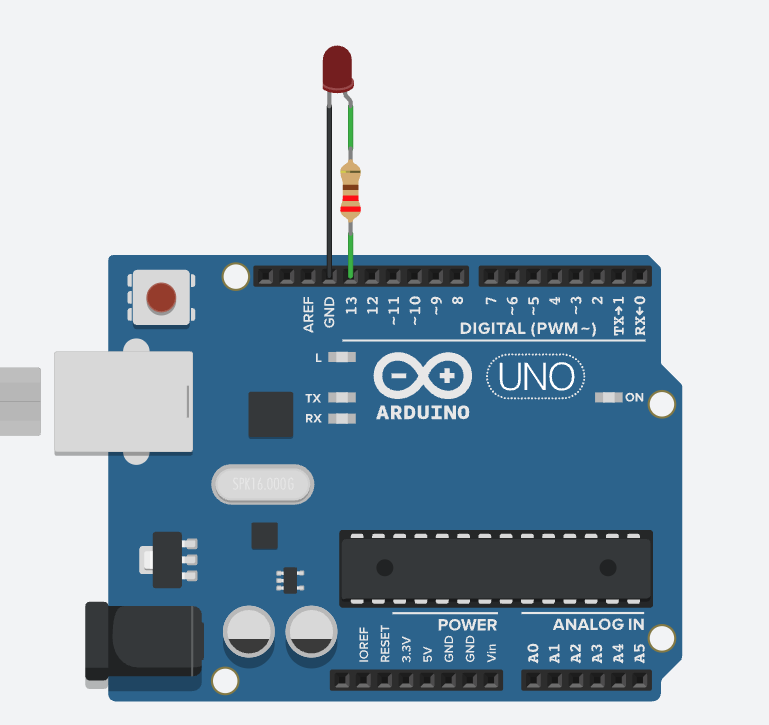 AREF
GND
13
12
~11
~10
~9
8
7
~6
~5
4
~3
2
TX→1
RX←0
DIGITAL (PWM~)
L
TX
RX
UNO
ARDUINO
ON
SPK16.000G
POWER
ANALOG IN
IOREF
RESET
3.3V
5V
GND
GND
Vin
A0
A1
A2
A3
A4
A5